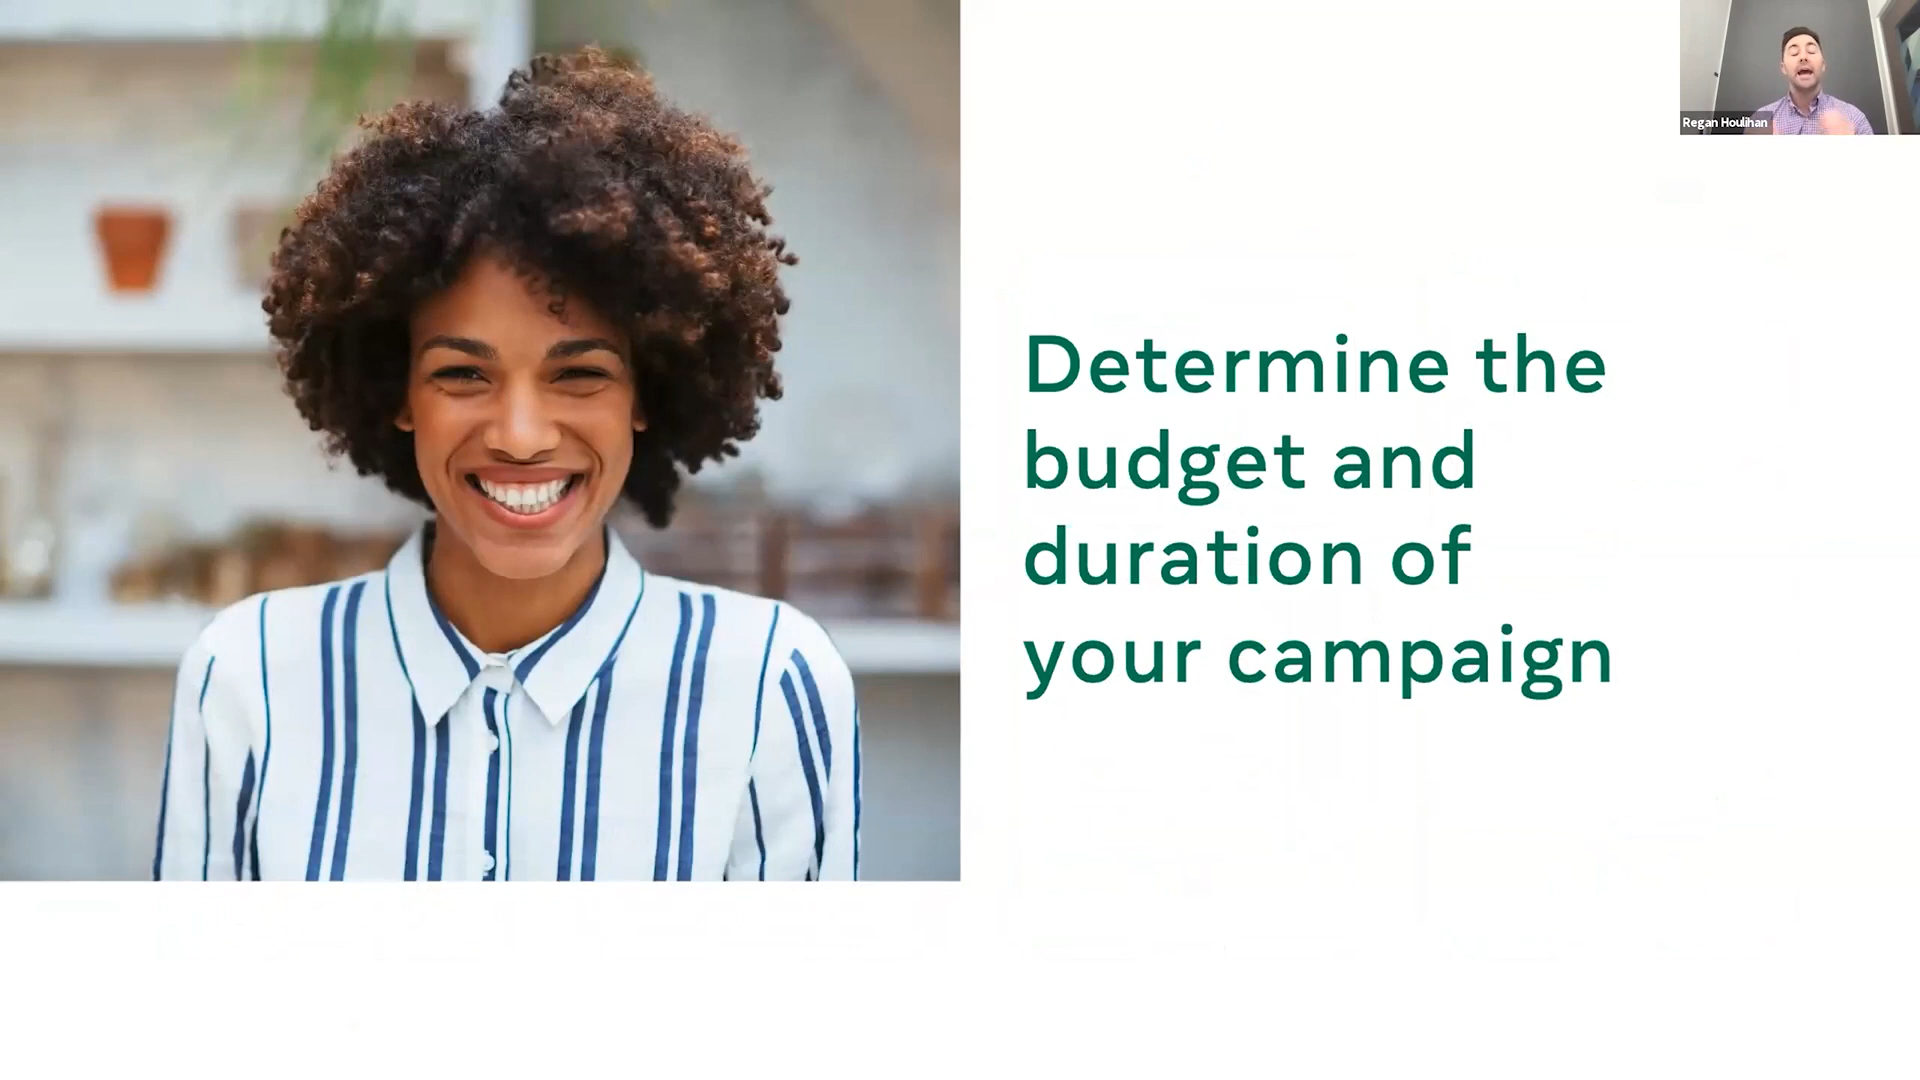 Regan Houlihan
Determine the
budget and
duration of
your campaign